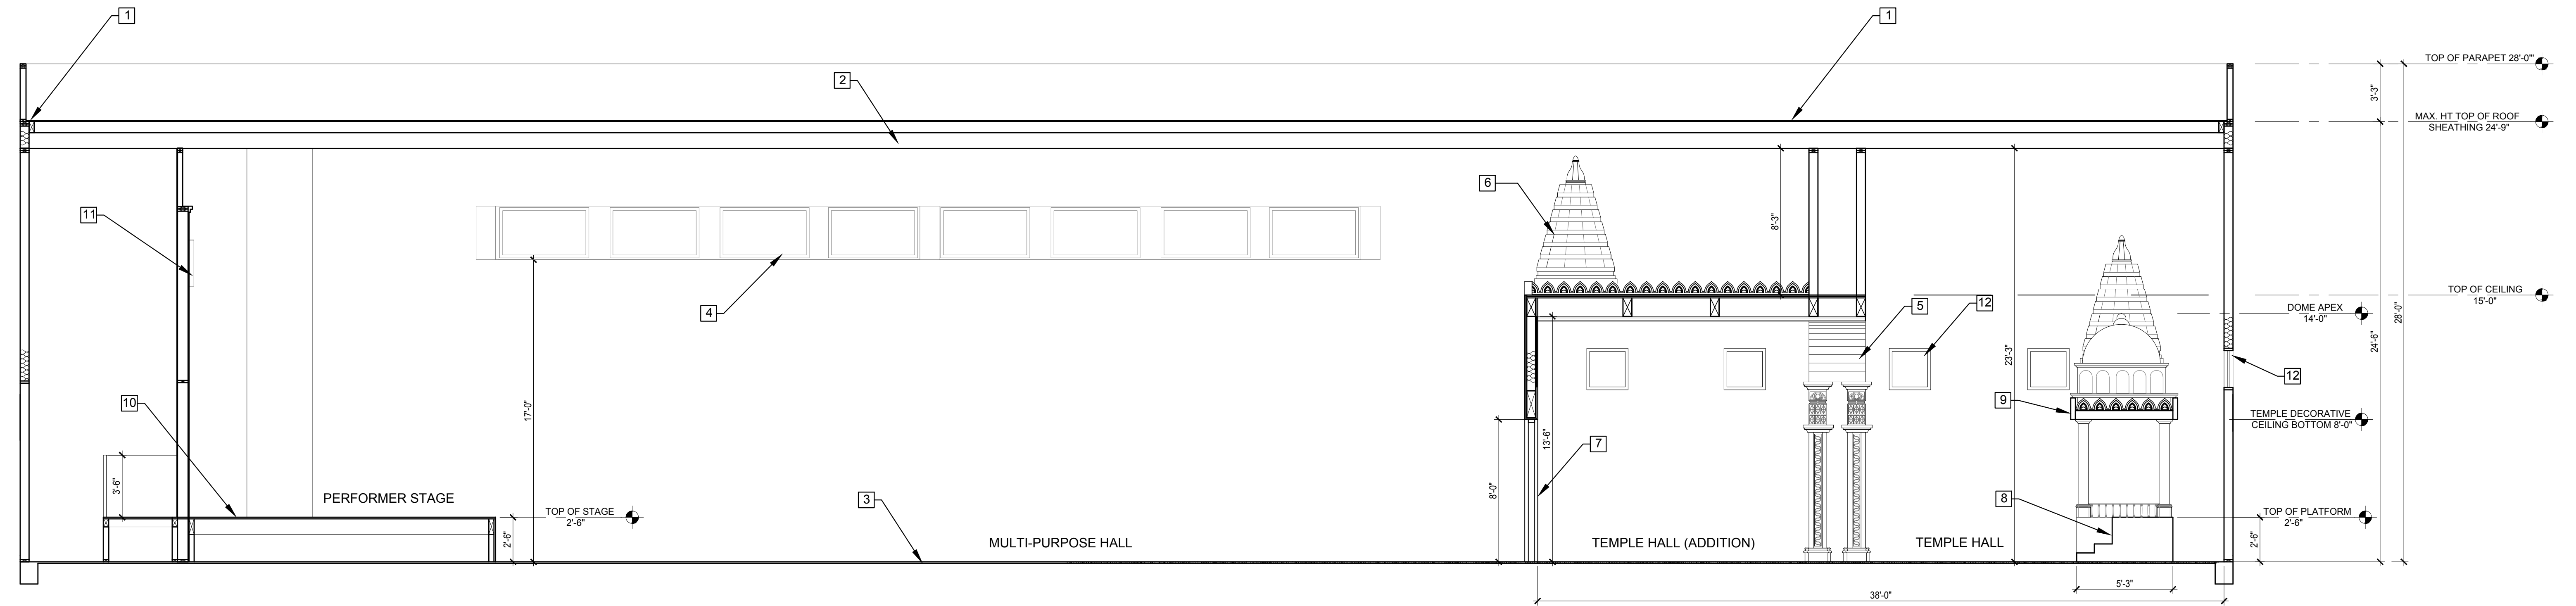 1
1
TOP OF PARAPET 28'-0"'
2
3'-3"
MAX. HT TOP OF ROOF
SHEATHING 24'-9"
11
6
8'-3"
4
5
12
TOP OF CEILING
15'-0"
DOME APEX
14'-0"
28'-0"
24'-6"
23'-3"
12
10
17'-0"
9
TEMPLE DECORATIVE
CEILING BOTTOM 8'-0"
13'-6"
7
3'-6"
PERFORMER STAGE
8'-0"
3
8
TOP OF STAGE
2'-6"
TOP OF PLATFORM
2'-6"
2'-6"
MULTI-PURPOSE HALL
TEMPLE HALL (ADDITION)
TEMPLE HALL
2'-6"
5'-3"
38'-0"